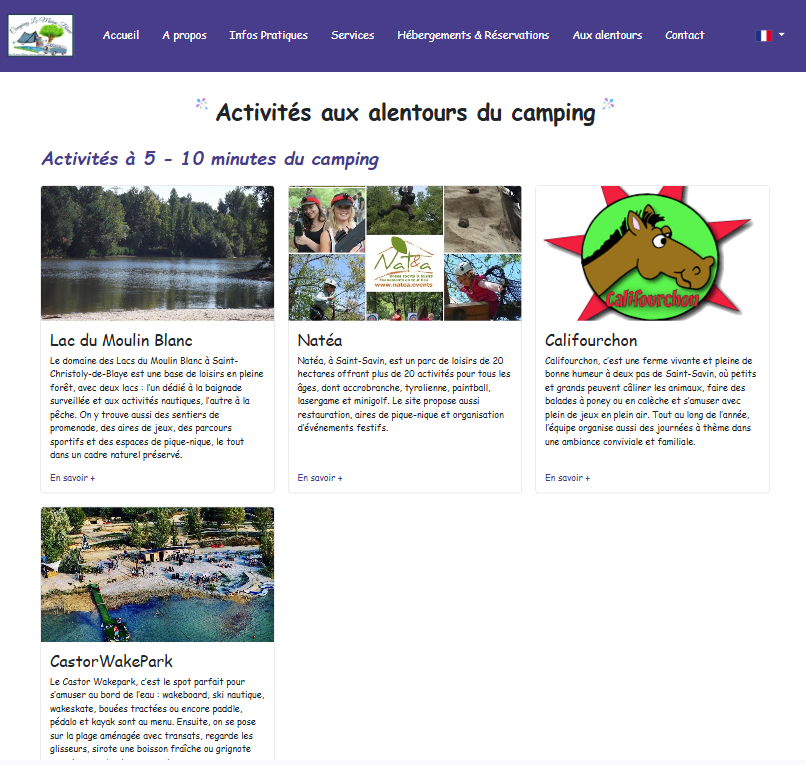 Camping Le Moulin Blanc
Accueil A propos Infos Pratiques Services Hébergements & Réservations Aux alentours Contact
Activités aux alentours du camping
Activités à 5 - 10 minutes du camping
Natéa
www.natea.events
Califourchon
Lac du Moulin Blanc
Le domaine des Lacs du Moulin Blanc à Saint-
Christoly-de-Blaye est une base de loisirs en pleine
forêt, avec deux lacs : l'un dédié à la baignade
surveillée et aux activités nautiques, l'autre à la
pêche. On y trouve aussi des sentiers de
promenade, des aires de jeux, des parcours
sportifs et des espaces de pique-nique, le tout
dans un cadre naturel préservé.
En savoir +
Natéa
Natéa, à Saint-Savin, est un parc de loisirs de 20
hectares offrant plus de 20 activités pour tous les
âges, dont accrobranche, tyrolienne, paintball,
lasergame et minigolf. Le site propose aussi
restauration, aires de pique-nique et organisation
d'événements festifs.
En savoir +
Califourchon
Califourchon, c'est une ferme vivante et pleine de
bonne humeur à deux pas de Saint-Savin, où petits
et grands peuvent câliner les animaux, faire des
balades à poney ou en calèche et s'amuser avec
plein de jeux en plein air. Tout au long de l'année,
l'équipe organise aussi des journées à thème dans
une ambiance conviviale et familiale.
En savoir +
CastorWakePark
Le Castor Wakepark, c'est le spot parfait pour
s'amuser au bord de l'eau : wakeboard, ski nautique,
wakeskate, bouées tractées ou encore paddle,
pédalo et kayak sont au menu. Ensuite, on se pose
sur la plage aménagée avec transats, regarde les
glisseurs, sirote une boisson fraîche ou grignote